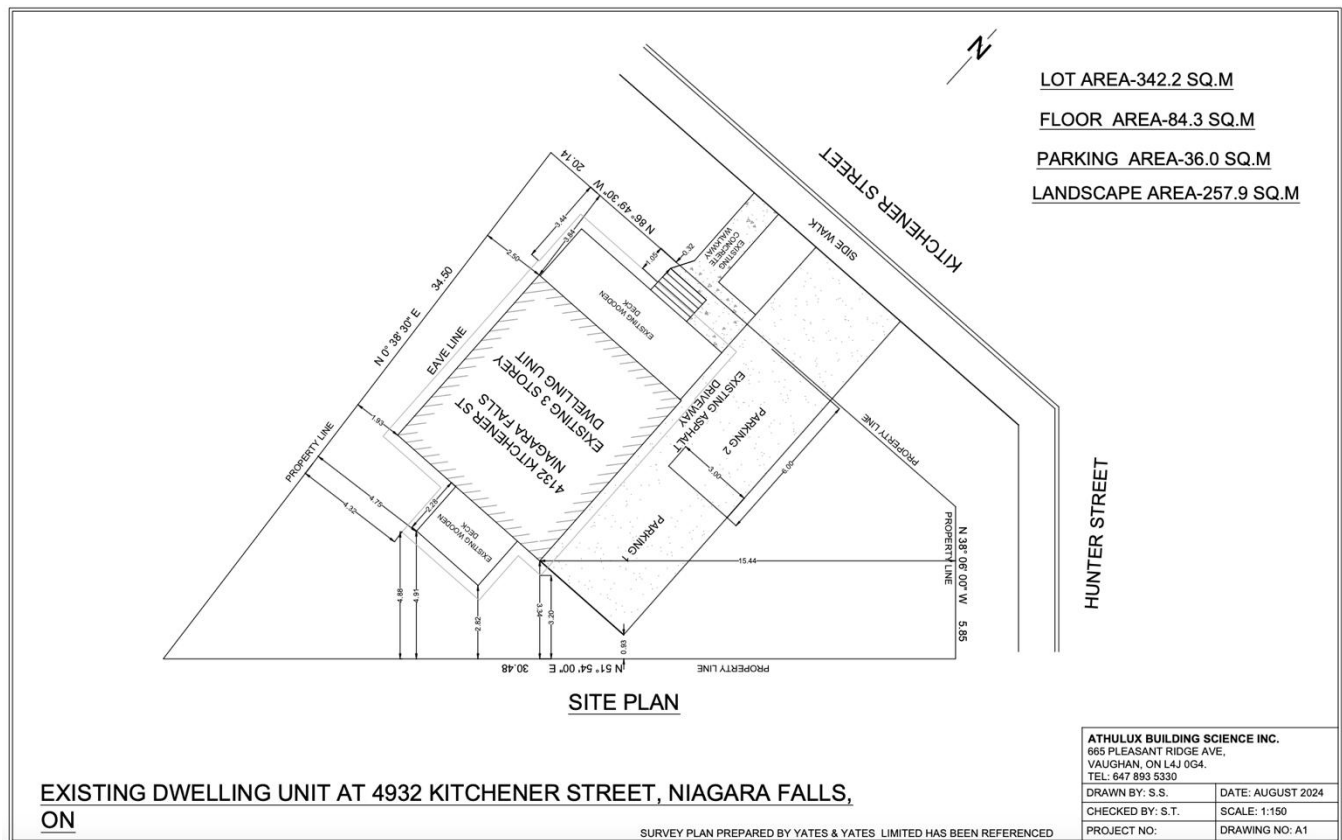 N
LOT AREA-342.2 SQ.M
FLOOR AREA-84.3 SQ.M
PARKING AREA-36.0 SQ.M
LANDSCAPE AREA-257.9 SQ.M
KITCHENER STREET
SIDE WALK
HUNTER STREET
20.14
N 86° 49' 30" W
3.44
3.84
2.50
1.05
0.32
EXISTING
CONCRETE
WALKWAY
N 0° 38' 30" E
34.50
EAVE LINE
PROPERTY LINE
EXISTING WOODEN
DECK
4132 KITCHENER ST
NIAGARA FALLS
EXISTING 3 STOREY
DWELLING UNIT
EXISTING ASPHALT
DRIVEWAY
PARKING 2
PARKING 1
3.00
6.00
PROPERTY LINE
1.93
4.75
4.32
2.28
EXISTING WOODEN
DECK
4.88
4.91
2.82
3.34
3.20
0.93
15.44
PROPERTY LINE
N 38° 06' 00" W
5.85
N 51° 54' 00" E
30.48
PROPERTY LINE
SITE PLAN
EXISTING DWELLING UNIT AT 4932 KITCHENER STREET, NIAGARA FALLS,
ON
SURVEY PLAN PREPARED BY YATES & YATES LIMITED HAS BEEN REFERENCED
ATHULUX BUILDING SCIENCE INC.
665 PLEASANT RIDGE AVE,
VAUGHAN, ON L4J 0G4.
TEL: 647 893 5330
DRAWN BY: S.S.
DATE: AUGUST 2024
CHECKED BY: S.T.
SCALE: 1:150
PROJECT NO:
DRAWING NO: A1